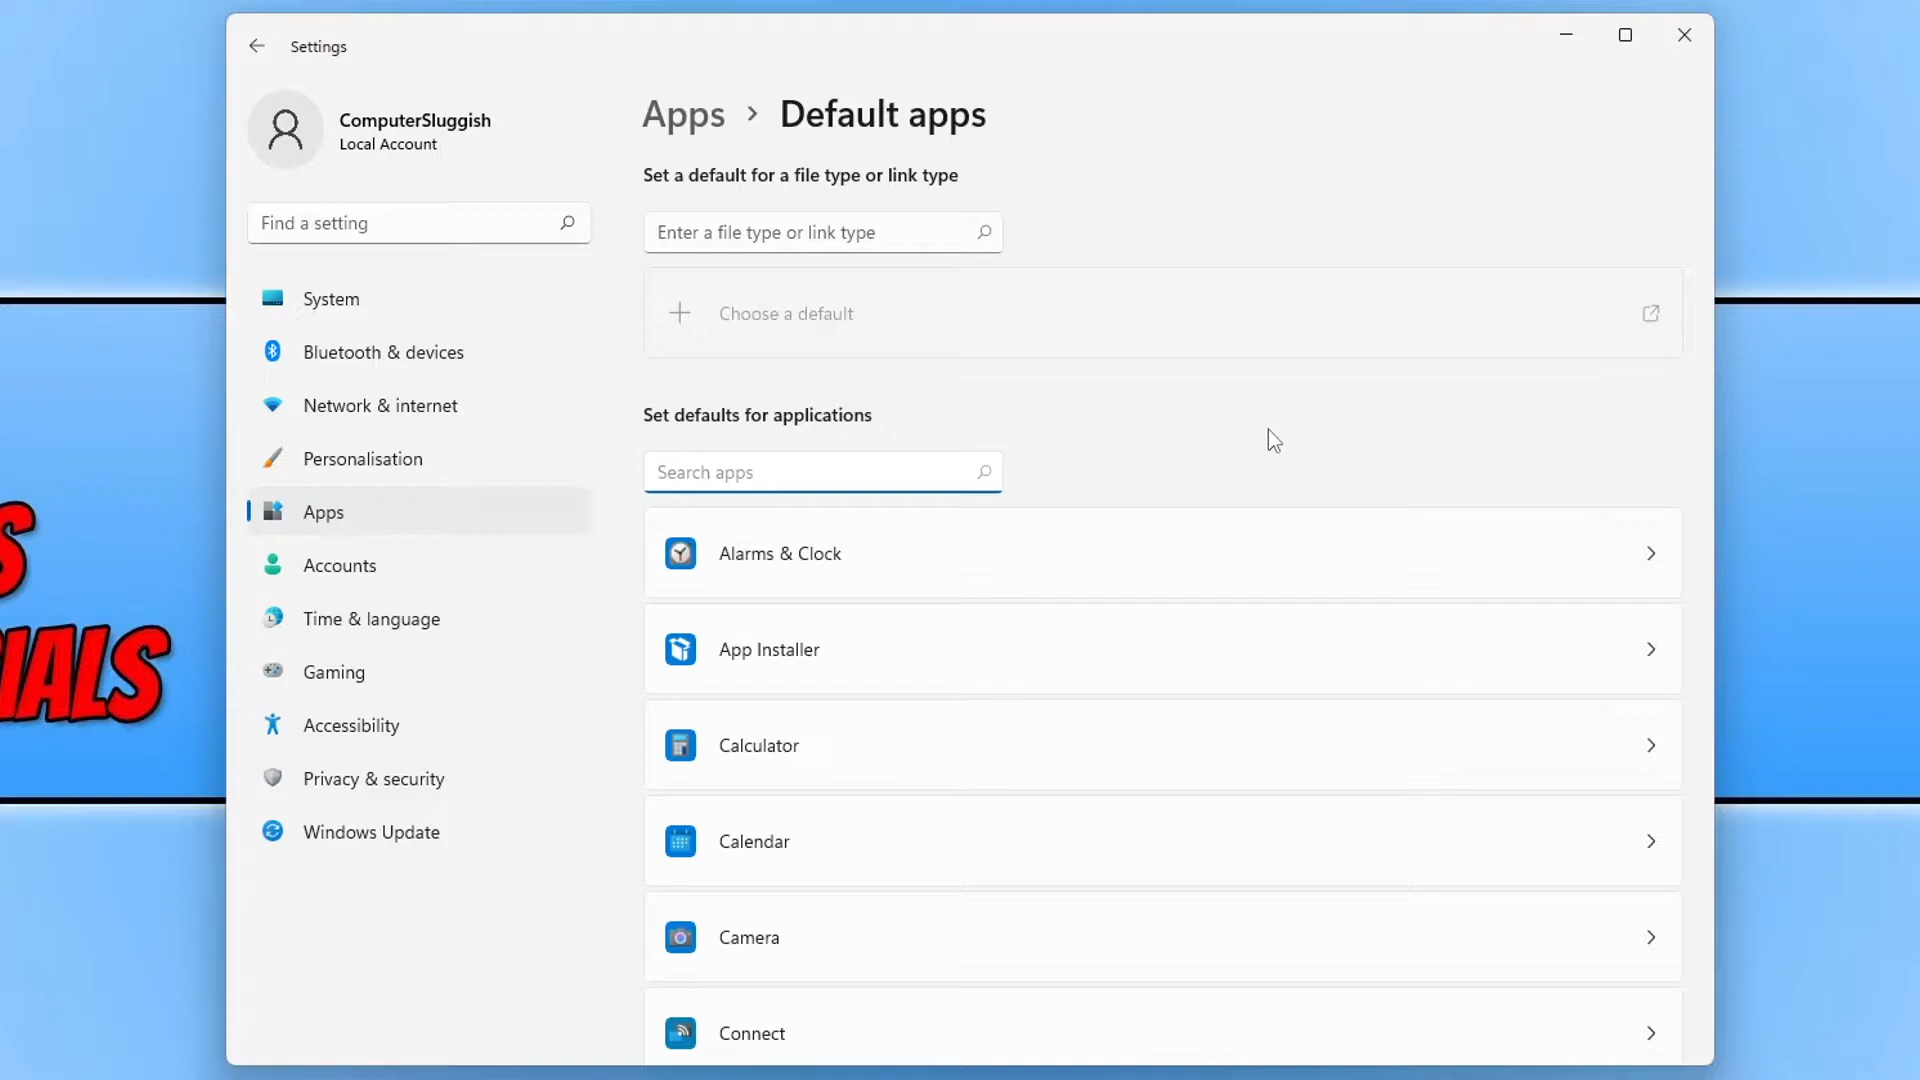 Settings
ComputerSluggish
Local Account
Find a setting
System
Bluetooth & devices
Network & internet
Personalisation
Apps
Accounts
Time & language
Gaming
Accessibility
Privacy & security
Windows Update
Apps > Default apps
Set a default for a file type or link type
Enter a file type or link type
Choose a default
Set defaults for applications
Search apps
Alarms & Clock
App Installer
Calculator
Calendar
Camera
Connect
S
IALS